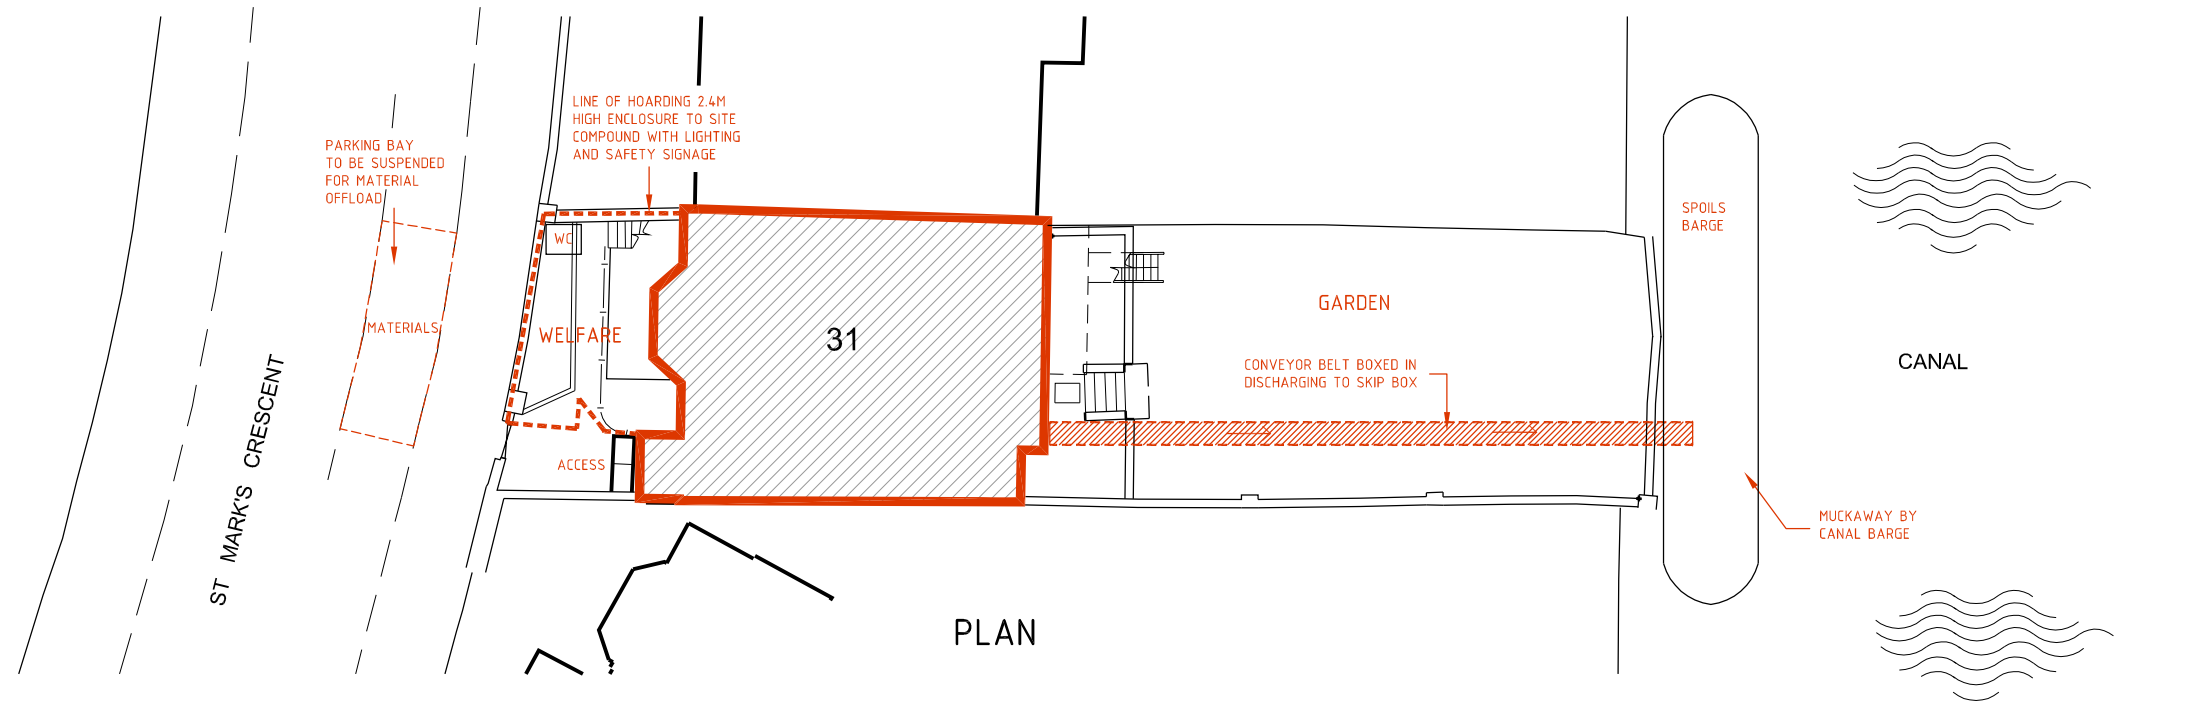 LINE OF HOARDING 2.4M
HIGH ENCLOSURE TO SITE
COMPOUND WITH LIGHTING
AND SAFETY SIGNAGE
PARKING BAY
TO BE SUSPENDED
FOR MATERIAL
OFFLOAD
MATERIALS
ST MARK'S CRESCENT
WC
WELFARE
ACCESS
31
GARDEN
CONVEYOR BELT BOXED IN
DISCHARGING TO SKIP BOX
SPOILS
BARGE
CANAL
MUCKAWAY BY
CANAL BARGE
PLAN